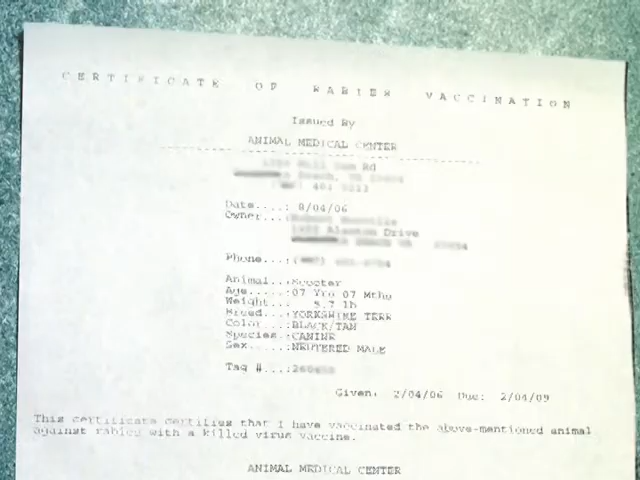 CERTIFICATE OF RABIES VACCINATION
Issued By
ANIMAL MEDICAL CENTER
Rd
Date....: 8/04/06
Owner...:
Drive
Phone...:
Animal..:Scooter
Age.....:07 Yrs 07 Mths
Weight..: 5.7 lb
Breed...:YORKSHIRE TERR
Color...:BLACK/TAN
Species.:CANINE
Sex.....:NEUTERED MALE
Tag #...:
Given: 2/04/06 Due: 2/04/09
This certificate certifies that I have vaccinated the above-mentioned animal
against rabies with a killed virus vaccine.
ANIMAL MEDICAL CENTER